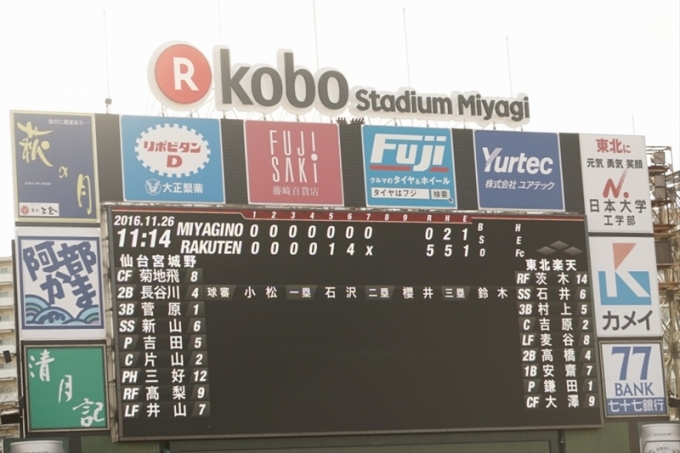 R kobo Stadium Miyagi
萩の月
リポビタンD
大正製薬
FUJI SAKI
藤崎百貨店
Fuji
クルマのタイヤ&ホイール
タイヤはフジ 検索
Yurtec
株式会社 ユアテック
東北に
元気 勇気 笑顔
日本大学
工学部
阿部かま
清月記
カメイ
77
BANK
七十七銀行
2016.11.26 1 2 3 4 5 6 7 8 9 R H E
11:14 MIYAGINO 0 0 0 0 0 0 0 0 2 1
RAKUTEN 0 0 0 0 1 4 x 5 5 1
B H
S E
O Fc
仙台宮城野
CF 菊地飛 8
2B 長谷川 4
3B 菅原 1
SS 新山 6
P 吉田 5
C 片山 2
PH 三好 12
RF 髙梨 9
LF 井山 7
球審 小松 一塁 石沢 二塁 櫻井 三塁 鈴木
東北楽天
RF 茨木 14
SS 石井 6
3B 村上 5
C 吉原 2
LF 麦谷 8
2B 高橋 4
1B 安齋 7
P 鎌田 1
CF 大澤 9